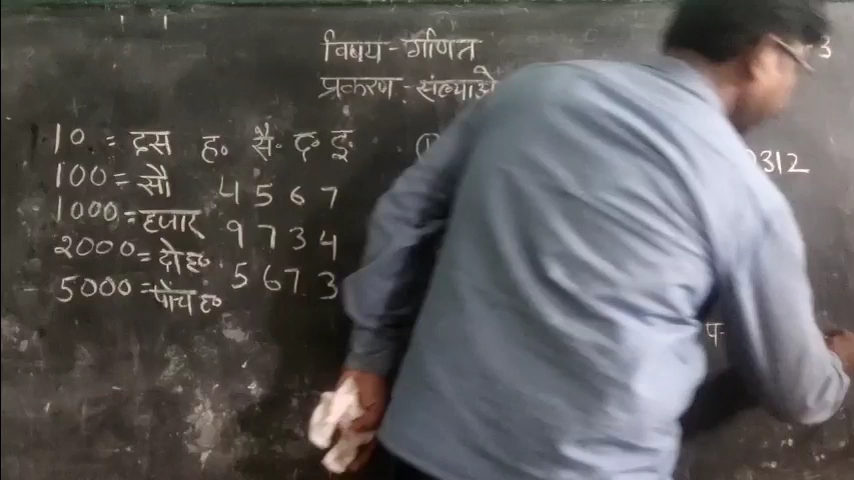 विषय - गणित
प्रकरण - संख्याओ
3
10 = दस
100 = सौ
1000 = हजार
2000 = दो ह॰
5000 = पाँच ह॰
ह॰ सै॰ द॰ इ॰
4 5 6 7
9 7 3 4
5 6 7 3
312